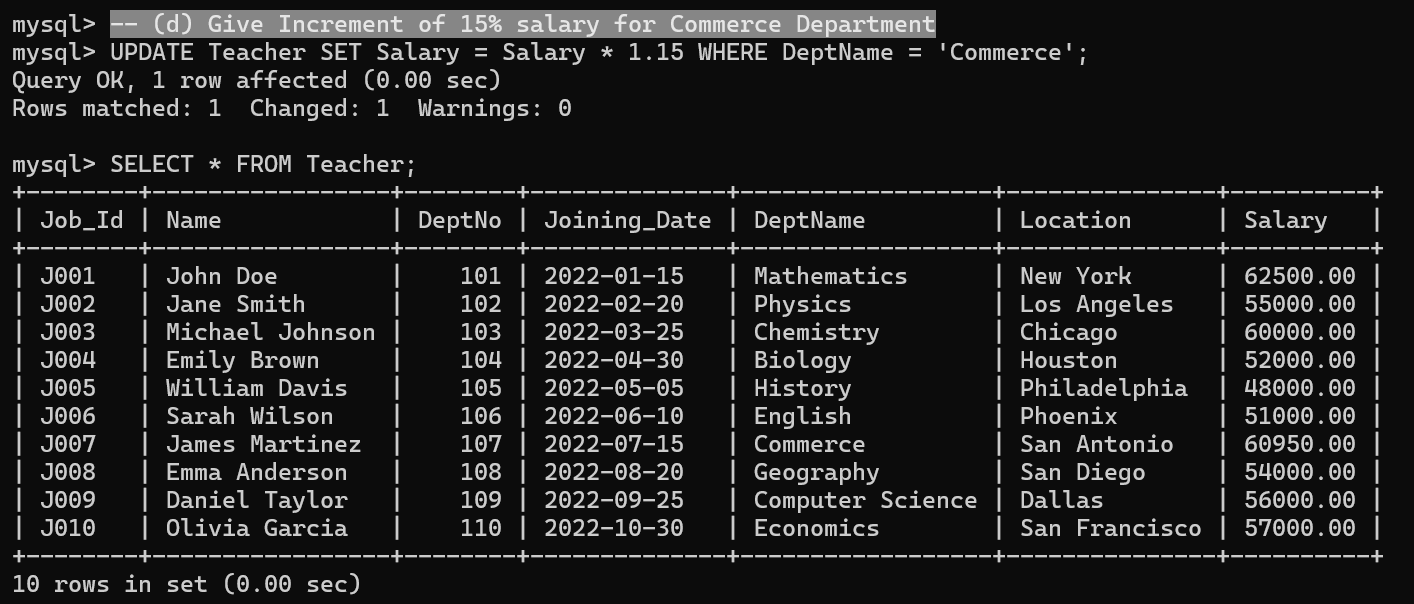 mysql> -- (d) Give Increment of 15% salary for Commerce Department
mysql> UPDATE Teacher SET Salary = Salary * 1.15 WHERE DeptName = 'Commerce';
Query OK, 1 row affected (0.00 sec)
Rows matched: 1  Changed: 1  Warnings: 0

mysql> SELECT * FROM Teacher;
+--------+------------------+--------+--------------+------------------+---------------+----------+
| Job_Id | Name             | DeptNo | Joining_Date | DeptName         | Location      | Salary   |
+--------+------------------+--------+--------------+------------------+---------------+----------+
| J001   | John Doe         |    101 | 2022-01-15   | Mathematics      | New York      | 62500.00 |
| J002   | Jane Smith       |    102 | 2022-02-20   | Physics          | Los Angeles   | 55000.00 |
| J003   | Michael Johnson  |    103 | 2022-03-25   | Chemistry        | Chicago       | 60000.00 |
| J004   | Emily Brown      |    104 | 2022-04-30   | Biology          | Houston       | 52000.00 |
| J005   | William Davis    |    105 | 2022-05-05   | History          | Philadelphia  | 48000.00 |
| J006   | Sarah Wilson     |    106 | 2022-06-10   | English          | Phoenix       | 51000.00 |
| J007   | James Martinez   |    107 | 2022-07-15   | Commerce         | San Antonio   | 60950.00 |
| J008   | Emma Anderson    |    108 | 2022-08-20   | Geography        | San Diego     | 54000.00 |
| J009   | Daniel Taylor    |    109 | 2022-09-25   | Computer Science | Dallas        | 56000.00 |
| J010   | Olivia Garcia    |    110 | 2022-10-30   | Economics        | San Francisco | 57000.00 |
+--------+------------------+--------+--------------+------------------+---------------+----------+
10 rows in set (0.00 sec)